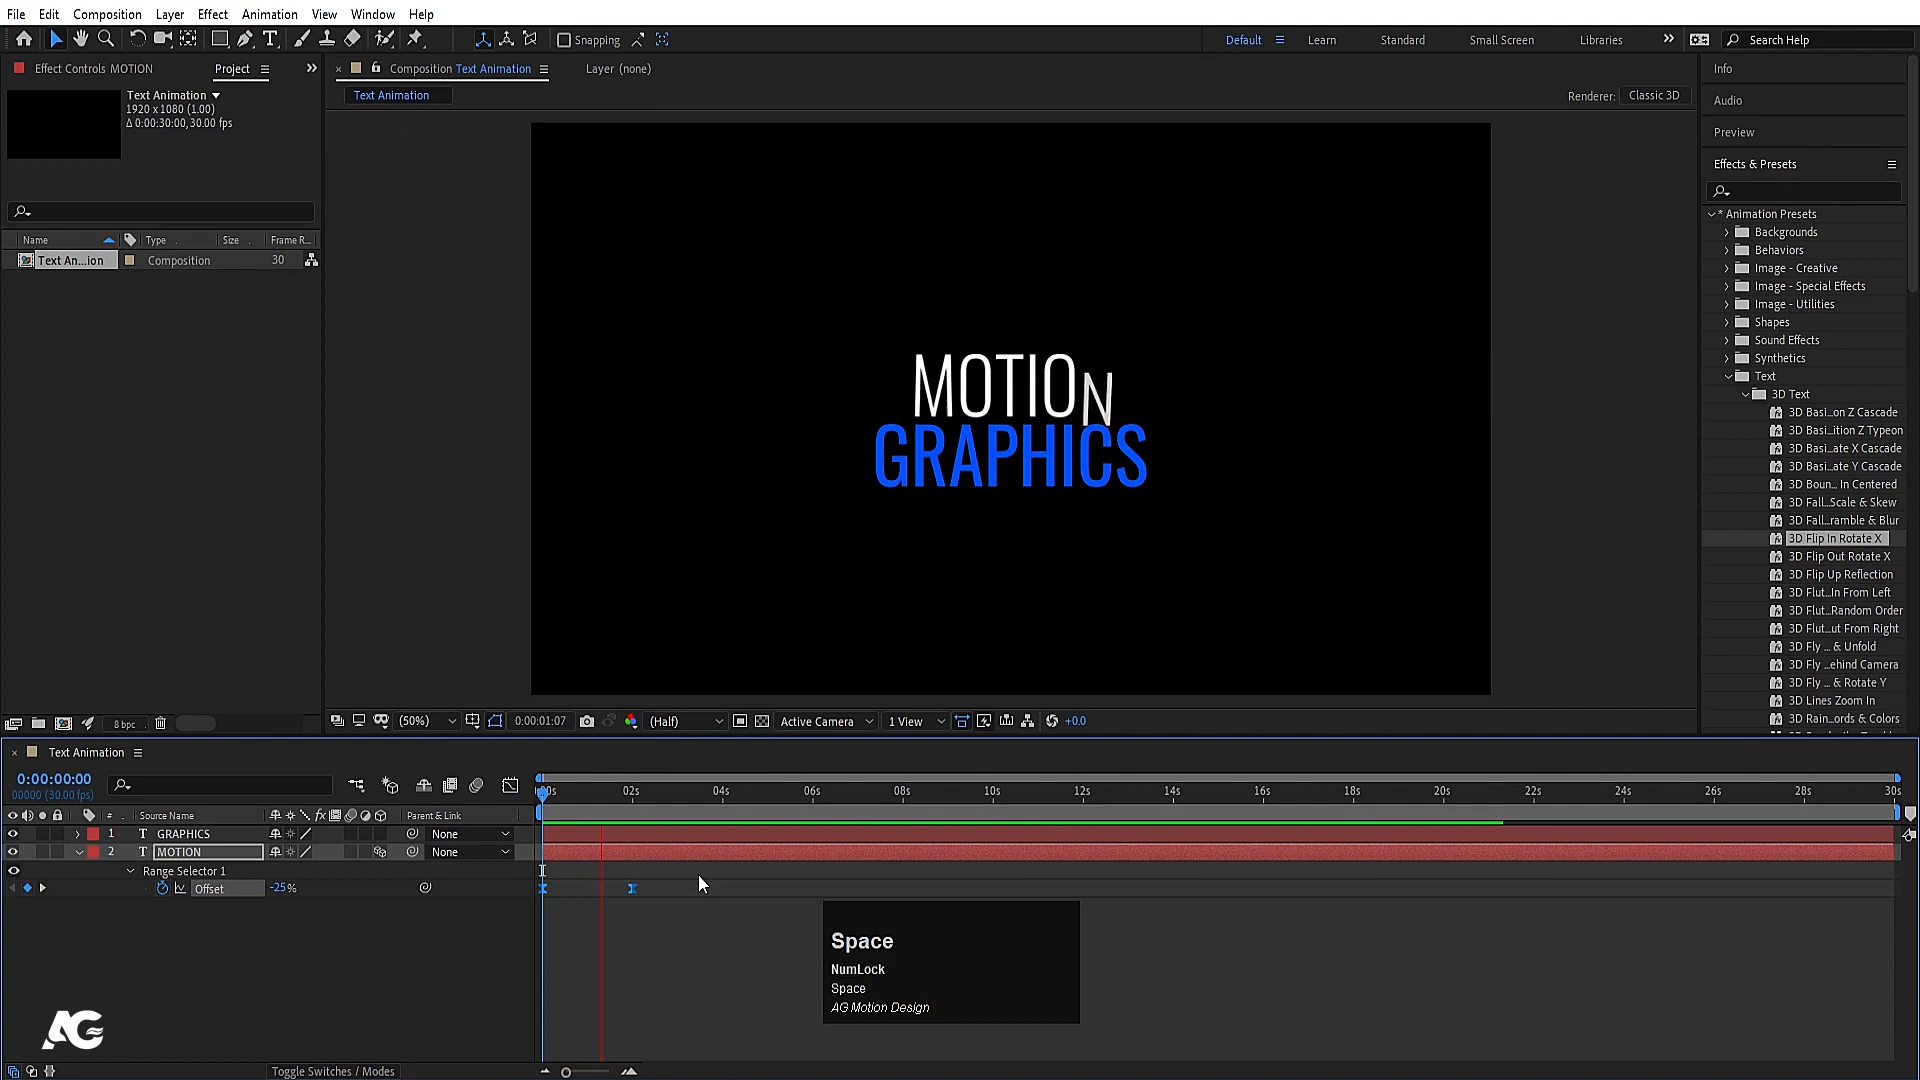 File Edit Composition Layer Effect Animation View Window Help
Snapping Default Learn Standard Small Screen Libraries Search Help
Effect Controls MOTION Project
Composition Text Animation Layer (none)
Info
Text Animation
1920 x 1080 (1.00)
Δ 0:00:30:00, 30.00 fps
Text Animation
Renderer: Classic 3D
Audio
Preview
Effects & Presets
Name Type Size Frame R...
Text An...ion Composition 30
* Animation Presets
Backgrounds
Behaviors
Image - Creative
Image - Special Effects
Image - Utilities
Shapes
Sound Effects
Synthetics
Text
3D Text
3D Basi...on Z Cascade
3D Basi...ition Z Typeon
3D Basi...ate X Cascade
3D Basi...ate Y Cascade
3D Boun... In Centered
3D Fall...Scale & Skew
3D Fall...ramble & Blur
3D Flip In Rotate X
3D Flip Out Rotate X
3D Flip Up Reflection
3D Flut...In From Left
3D Flut...Random Order
3D Flut...ut From Right
3D Fly ... & Unfold
3D Fly ...ehind Camera
3D Fly ... & Rotate Y
3D Lines Zoom In
3D Rain...ords & Colors
MOTION
GRAPHICS
8 bpc
(50%) 0:00:01:07 (Half) Active Camera 1 View +0.0
Text Animation
0:00:00:00
00000 (30.00 fps)
:00s 02s 04s 06s 08s 10s 12s 14s 16s 18s 20s 22s 24s 26s 28s 30s
# Source Name fx Parent & Link
1 T GRAPHICS None
2 T MOTION None
Range Selector 1
Offset -25%
Space
NumLock
Space
AG Motion Design
AG
Toggle Switches / Modes